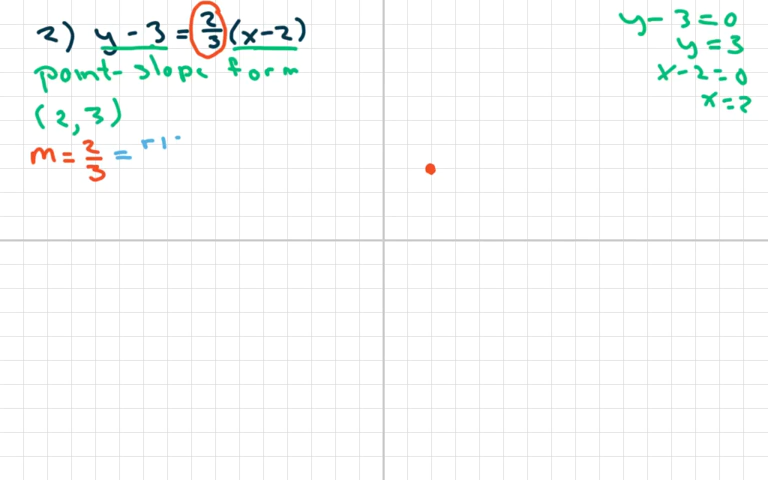 2) y - 3 = 2/3 (x-2)
point-slope form
(2, 3)
m = 2/3 =
y - 3 = 0
y = 3
x - 2 = 0
x = 2